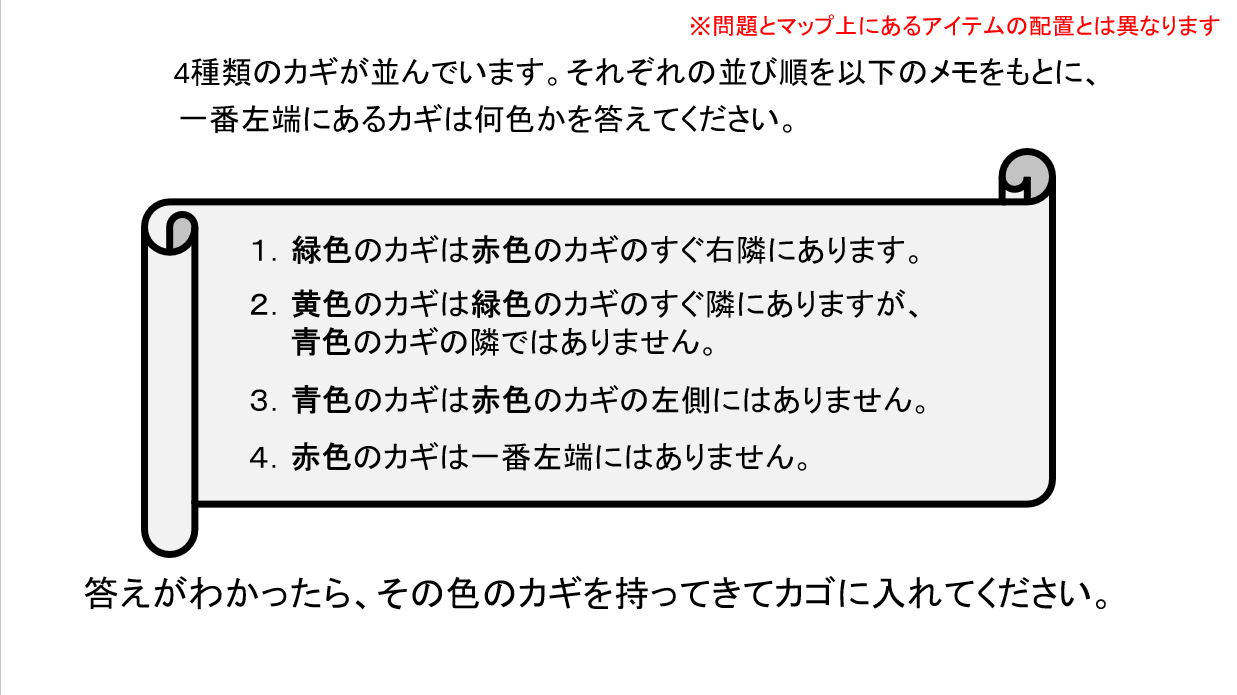 ※問題とマップ上にあるアイテムの配置とは異なります
4種類のカギが並んでいます。それぞれの並び順を以下のメモをもとに、
一番左端にあるカギは何色かを答えてください。
１．緑色のカギは赤色のカギのすぐ右隣にあります。
２．黄色のカギは緑色のカギのすぐ隣にありますが、
青色のカギの隣ではありません。
３．青色のカギは赤色のカギの左側にはありません。
４．赤色のカギは一番左端にはありません。
答えがわかったら、その色のカギを持ってきてカゴに入れてください。